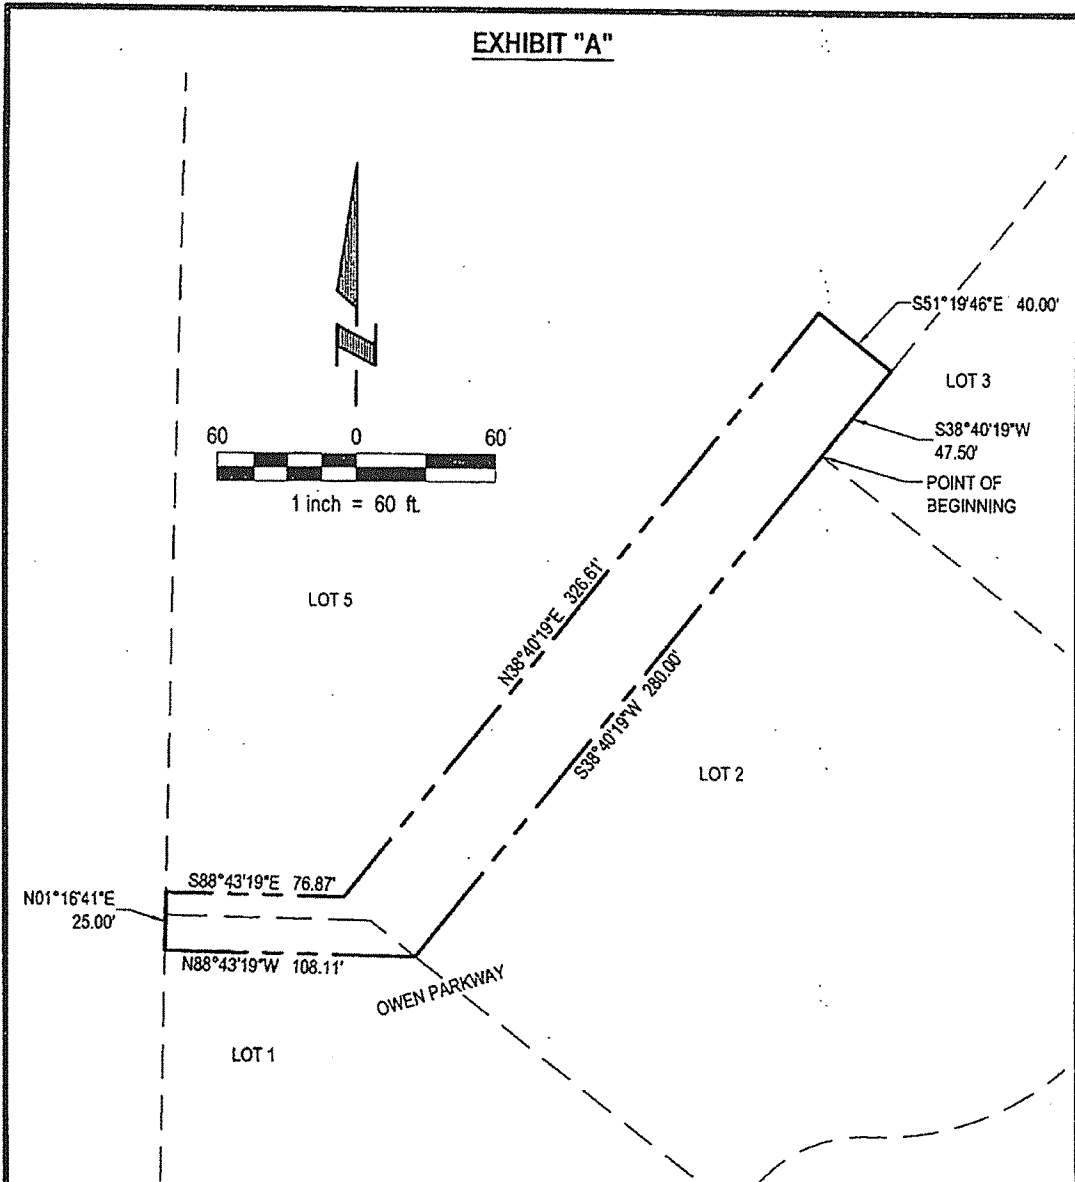 EXHIBIT "A"
S51°19'46"E 40.00'
LOT 3
60 0 60
S38°40'19"W
47.50'
1 inch = 60 ft.
POINT OF
BEGINNING
N38°40'19"E 326.61'
LOT 5
S38°40'19"W 280.00'
LOT 2
S88°43'19"E 76.87'
N01°16'41"E
25.00'
N88°43'19"W 108.11'
OWEN PARKWAY
LOT 1